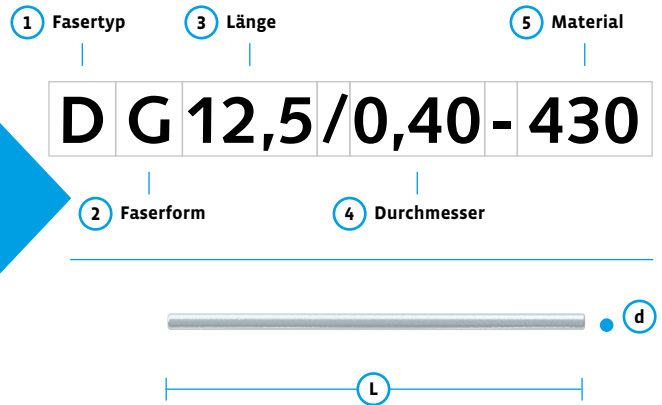 1 Fasertyp 3 Länge 5 Material
D G 12,5 / 0,40 - 430
2 Faserform 4 Durchmesser
d
L